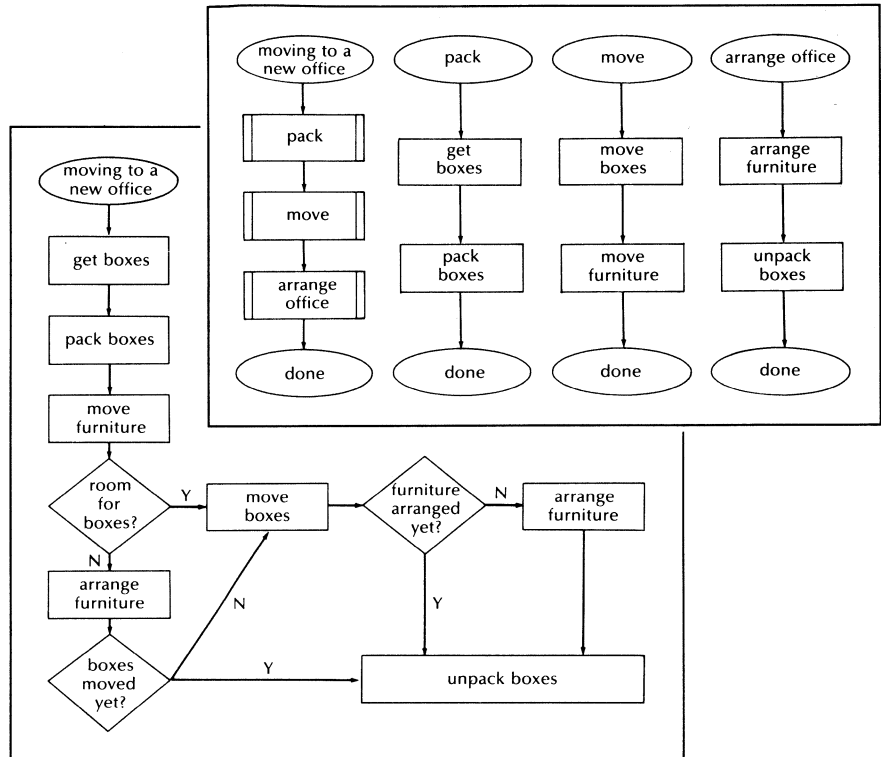 moving to a
new office
pack
move
arrange
office
done
pack
get
boxes
pack
boxes
done
move
move
boxes
move
furniture
done
arrange office
arrange
furniture
unpack
boxes
done
moving to a
new office
get boxes
pack boxes
move
furniture
room
for
boxes?
Y
N
move
boxes
furniture
arranged
yet?
N
Y
arrange
furniture
arrange
furniture
N
boxes
moved
yet?
Y
unpack boxes